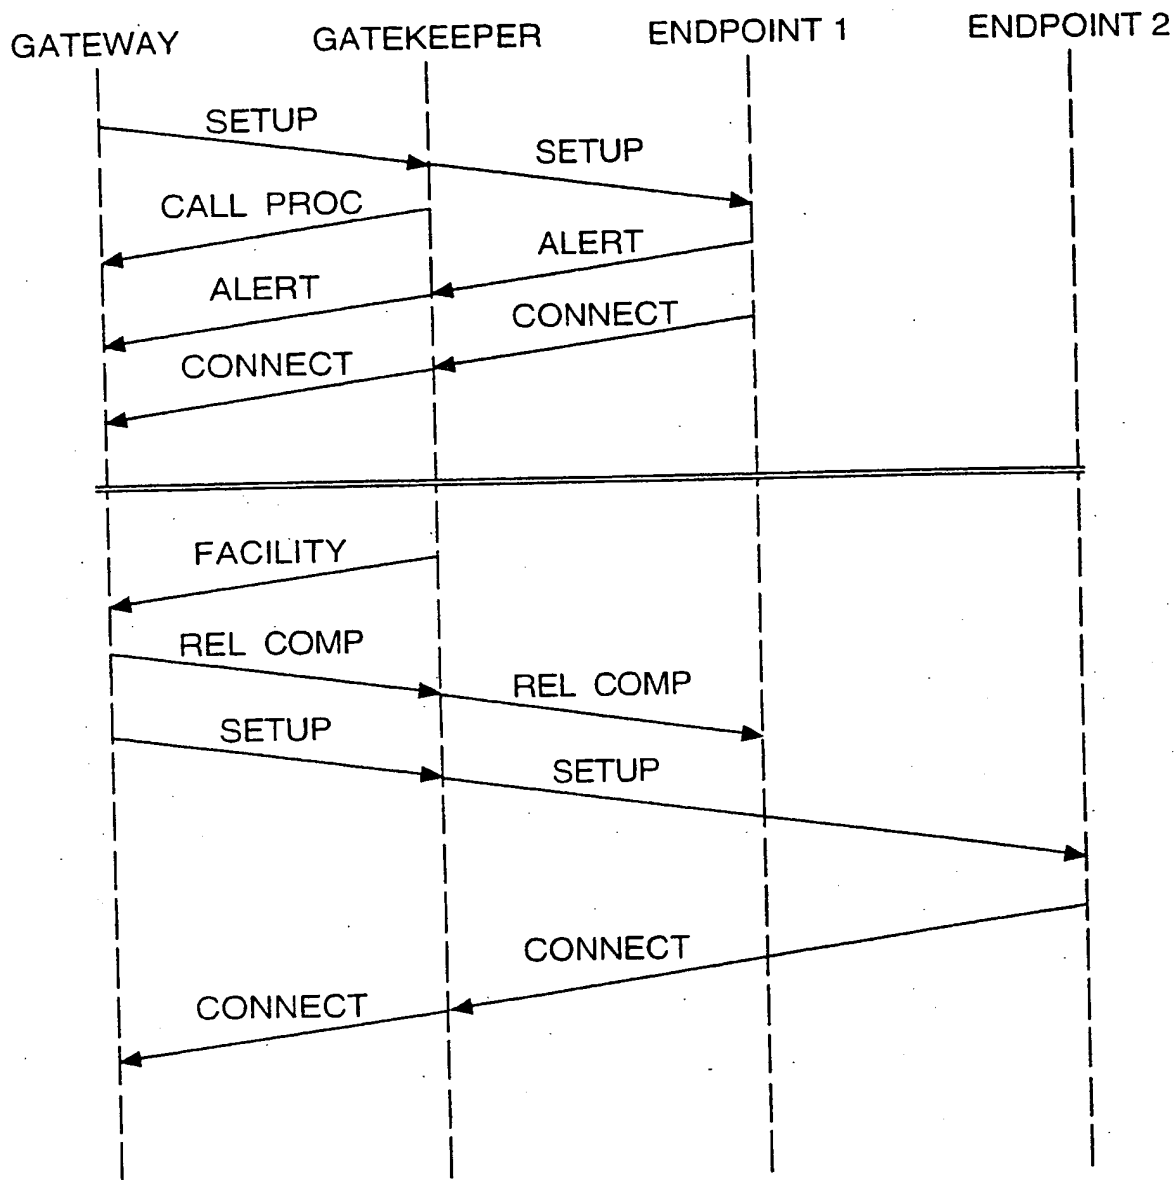 GATEWAY GATEKEEPER ENDPOINT 1 ENDPOINT 2
SETUP
SETUP
CALL PROC
ALERT
ALERT
CONNECT
CONNECT
FACILITY
REL COMP
REL COMP
SETUP
SETUP
CONNECT
CONNECT